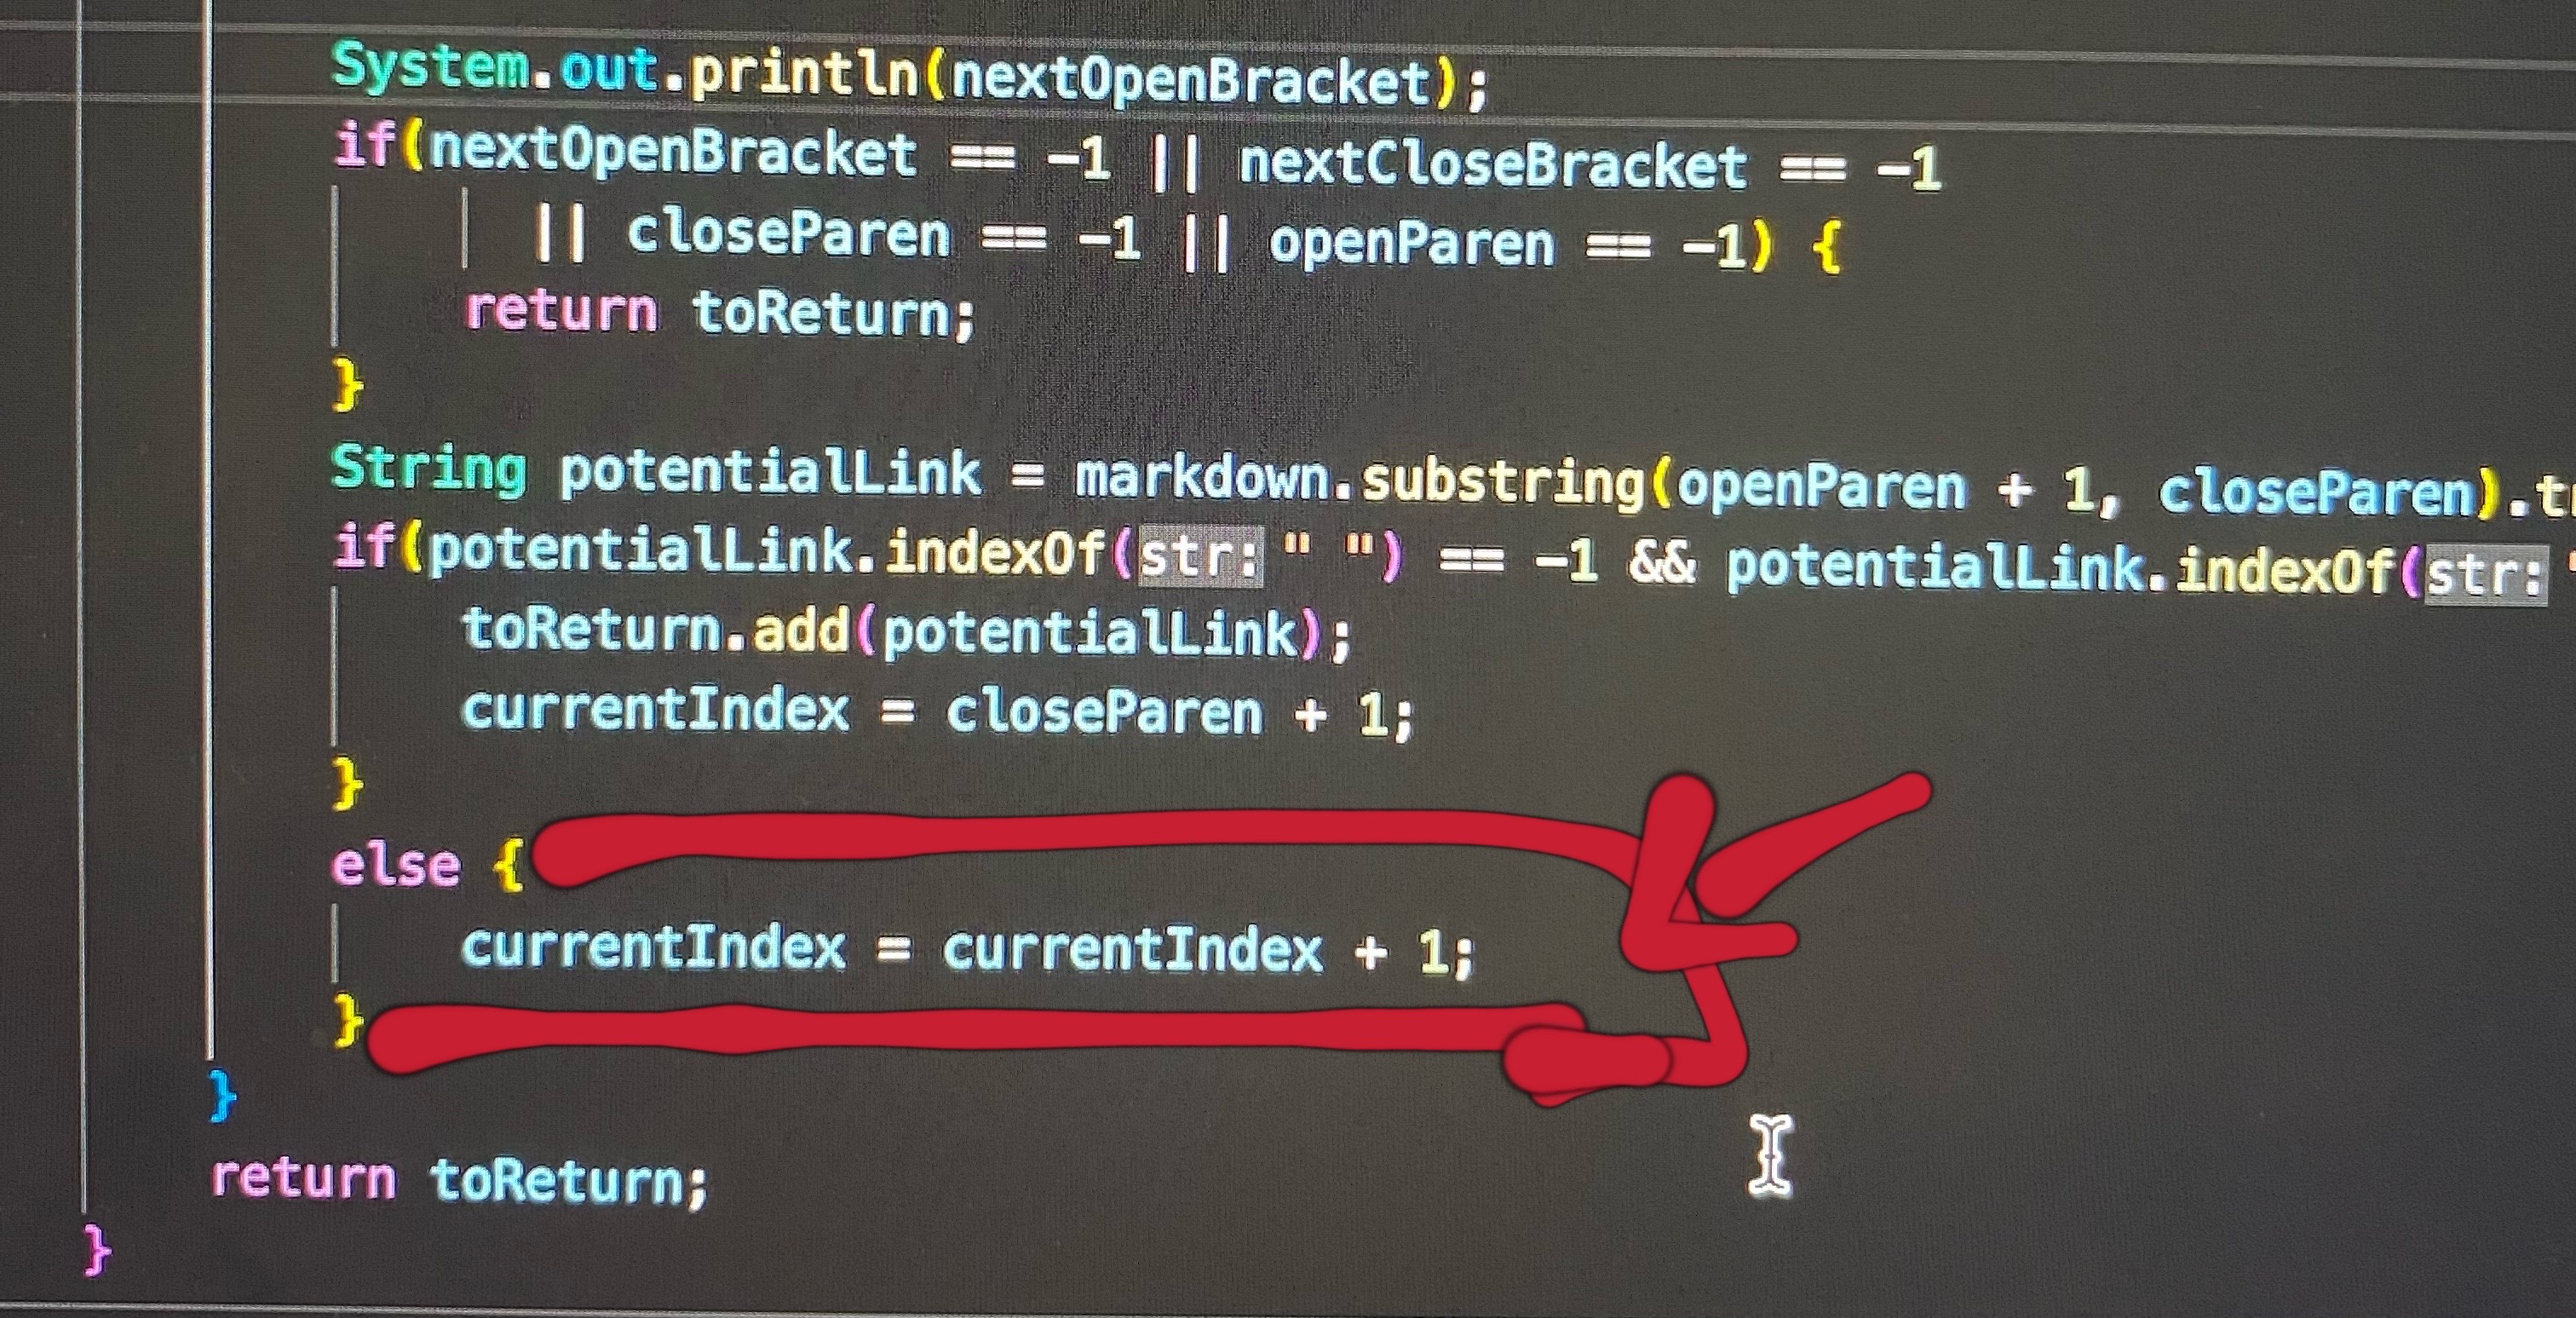 System.out.println(nextOpenBracket);
if(nextOpenBracket == -1 || nextCloseBracket == -1
|| closeParen == -1 || openParen == -1) {
return toReturn;
}
String potentialLink = markdown.substring(openParen + 1, closeParen).t
if(potentialLink.indexOf(str:" ") == -1 && potentialLink.indexOf(str:"
toReturn.add(potentialLink);
currentIndex = closeParen + 1;
}
else {
currentIndex = currentIndex + 1;
}
}
return toReturn;
}